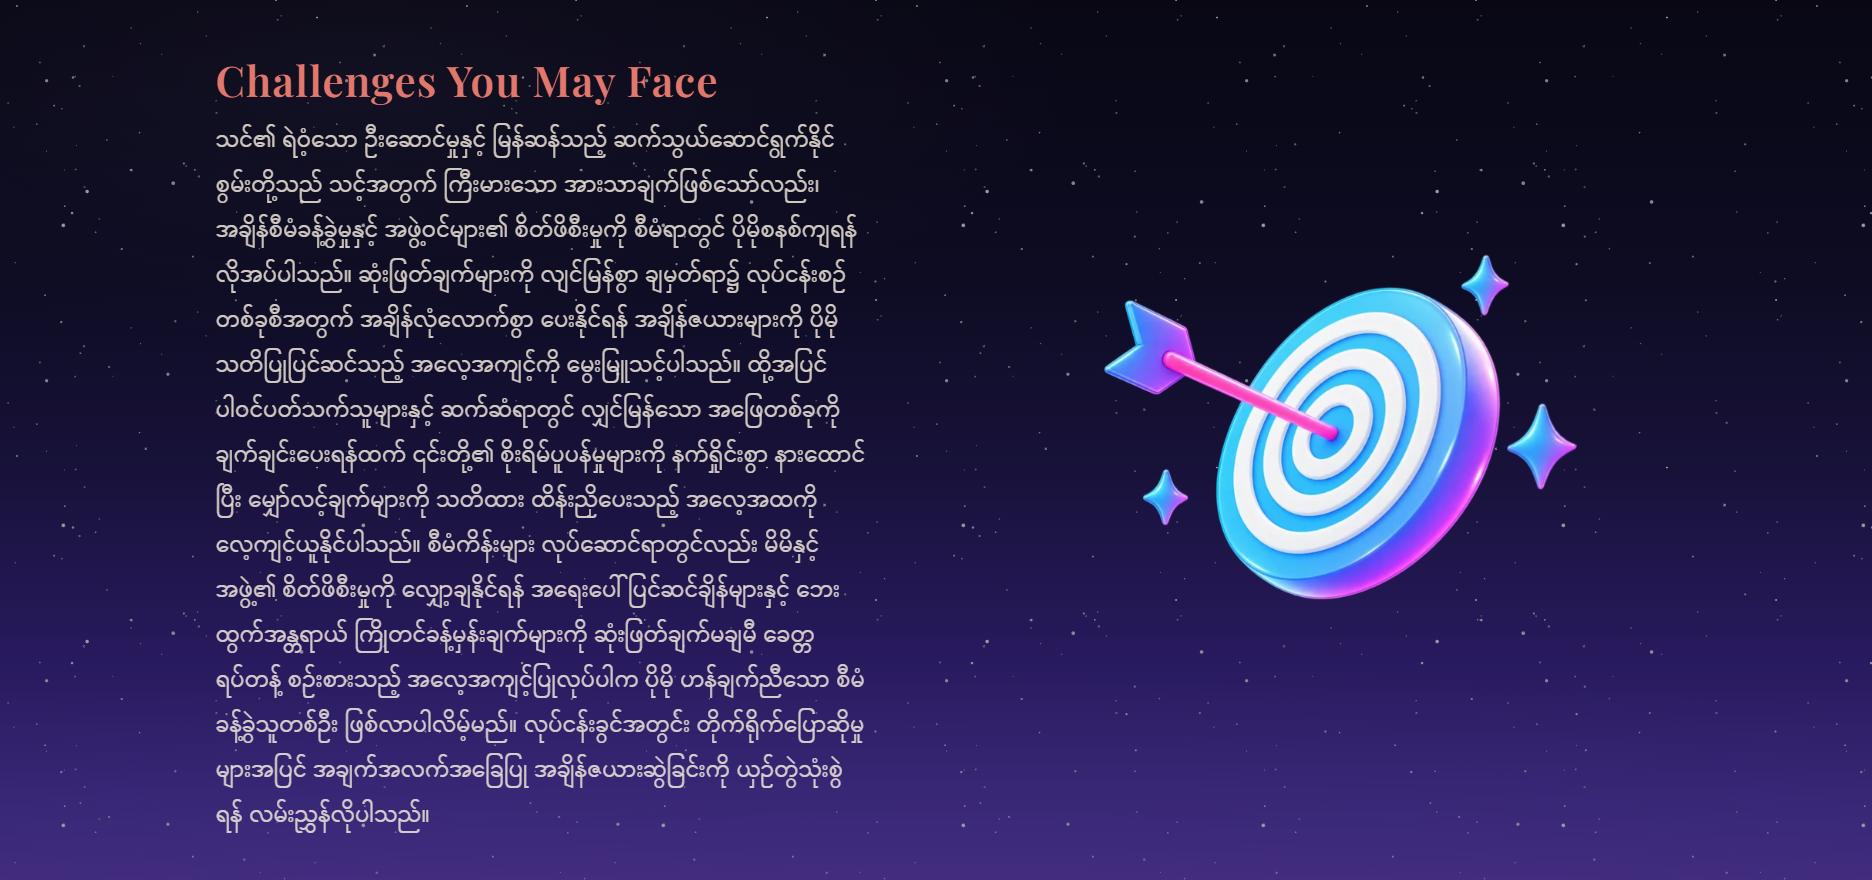 Challenges You May Face
သင်၏ ရဲဝံ့သော ဦးဆောင်မှုနှင့် မြန်ဆန်သည့် ဆက်သွယ်ဆောင်ရွက်နိုင်
စွမ်းတို့သည် သင့်အတွက် ကြီးမားသော အားသာချက်ဖြစ်သော်လည်း၊
အချိန်စီမံခန့်ခွဲမှုနှင့် အဖွဲ့ဝင်များ၏ စိတ်ဖိစီးမှုကို စီမံရာတွင် ပိုမိုစနစ်ကျရန်
လိုအပ်ပါသည်။ ဆုံးဖြတ်ချက်များကို လျင်မြန်စွာ ချမှတ်ရာ၌ လုပ်ငန်းစဉ်
တစ်ခုစီအတွက် အချိန်လုံလောက်စွာ ပေးနိုင်ရန် အချိန်ဇယားများကို ပိုမို
သတိပြုပြင်ဆင်သည့် အလေ့အကျင့်ကို မွေးမြူသင့်ပါသည်။ ထို့အပြင်
ပါဝင်ပတ်သက်သူများနှင့် ဆက်ဆံရာတွင် လျှင်မြန်သော အဖြေတစ်ခုကို
ချက်ချင်းပေးရန်ထက် ၎င်းတို့၏ စိုးရိမ်ပူပန်မှုများကို နက်ရှိုင်းစွာ နားထောင်
ပြီး မျှော်လင့်ချက်များကို သတိထား ထိန်းညှိပေးသည့် အလေ့အထကို
လေ့ကျင့်ယူနိုင်ပါသည်။ စီမံကိန်းများ လုပ်ဆောင်ရာတွင်လည်း မိမိနှင့်
အဖွဲ့၏ စိတ်ဖိစီးမှုကို လျှော့ချနိုင်ရန် အရေးပေါ် ပြင်ဆင်ချိန်များနှင့် ဘေး
ထွက်အန္တရာယ် ကြိုတင်ခန့်မှန်းချက်များကို ဆုံးဖြတ်ချက်မချမီ ခေတ္တ
ရပ်တန့် စဉ်းစားသည့် အလေ့အကျင့်ပြုလုပ်ပါက ပိုမို ဟန်ချက်ညီသော စီမံ
ခန့်ခွဲသူတစ်ဦး ဖြစ်လာပါလိမ့်မည်။ လုပ်ငန်းခွင်အတွင်း တိုက်ရိုက်ပြောဆိုမှု
များအပြင် အချက်အလက်အခြေပြု အချိန်ဇယားဆွဲခြင်းကို ယှဉ်တွဲသုံးစွဲ
ရန် လမ်းညွှန်လိုပါသည်။